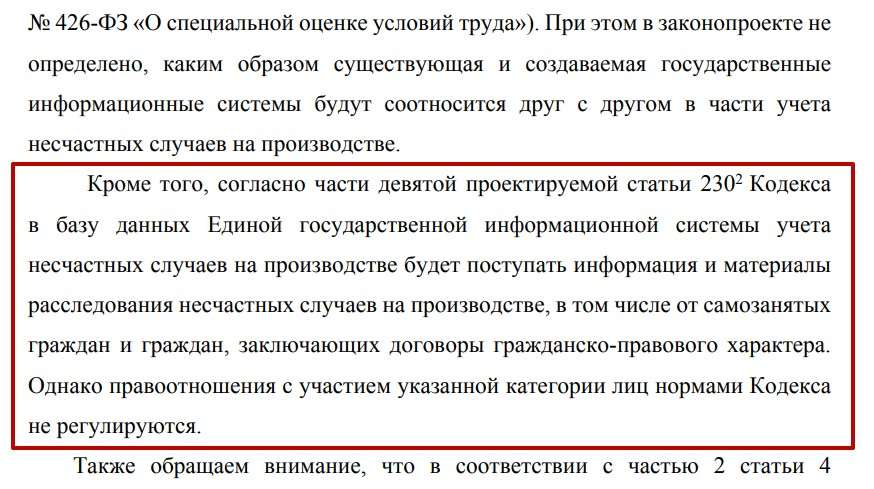 № 426-ФЗ «О специальной оценке условий труда»). При этом в законопроекте не
определено, каким образом существующая и создаваемая государственные
информационные системы будут соотносится друг с другом в части учета
несчастных случаев на производстве.
Кроме того, согласно части девятой проектируемой статьи 230² Кодекса
в базу данных Единой государственной информационной системы учета
несчастных случаев на производстве будет поступать информация и материалы
расследования несчастных случаев на производстве, в том числе от самозанятых
граждан и граждан, заключающих договоры гражданско-правового характера.
Однако правоотношения с участием указанной категории лиц нормами Кодекса
не регулируются.
Также обращаем внимание, что в соответствии с частью 2 статьи 4